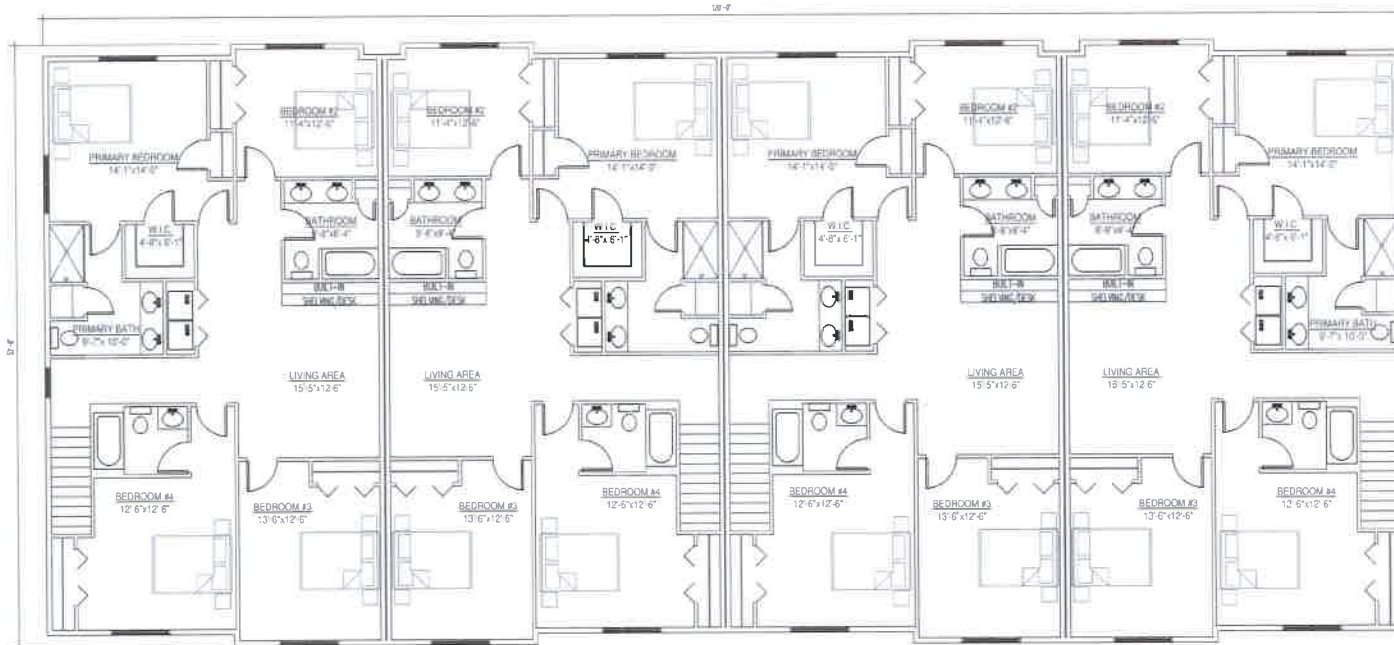 BEDROOM #2
11'-4"x12'-6"
BEDROOM #2
11'-4"x12'-6"
BEDROOM #2
11'-4"x12'-6"
BEDROOM #2
11'-4"x12'-6"
PRIMARY BEDROOM
14'-1"x14'-0"
PRIMARY BEDROOM
14'-1"x14'-0"
PRIMARY BEDROOM
14'-1"x14'-0"
PRIMARY BEDROOM
14'-1"x14'-0"
W.I.C.
4'-8"x 6'-1"
BATHROOM
BATHROOM
W.I.C.
4'-8"x 6'-1"
W.I.C.
4'-8"x 6'-1"
BATHROOM
BATHROOM
W.I.C.
4'-8"x 6'-1"
BUILT-IN
SHELVING/DESK
BUILT-IN
SHELVING/DESK
BUILT-IN
SHELVING/DESK
BUILT-IN
SHELVING/DESK
PRIMARY BATH
9'-7"x 10'-0"
PRIMARY BATH
9'-7"x 10'-0"
LIVING AREA
15'-5"x12'-6"
LIVING AREA
15'-5"x12'-6"
LIVING AREA
15'-5"x12'-6"
LIVING AREA
15'-5"x12'-6"
BEDROOM #4
12'-6"x12'-6"
BEDROOM #3
13'-6"x12'-6"
BEDROOM #3
13'-6"x12'-6"
BEDROOM #4
12'-6"x12'-6"
BEDROOM #4
12'-6"x12'-6"
BEDROOM #3
13'-6"x12'-6"
BEDROOM #3
13'-6"x12'-6"
BEDROOM #4
12'-6"x12'-6"